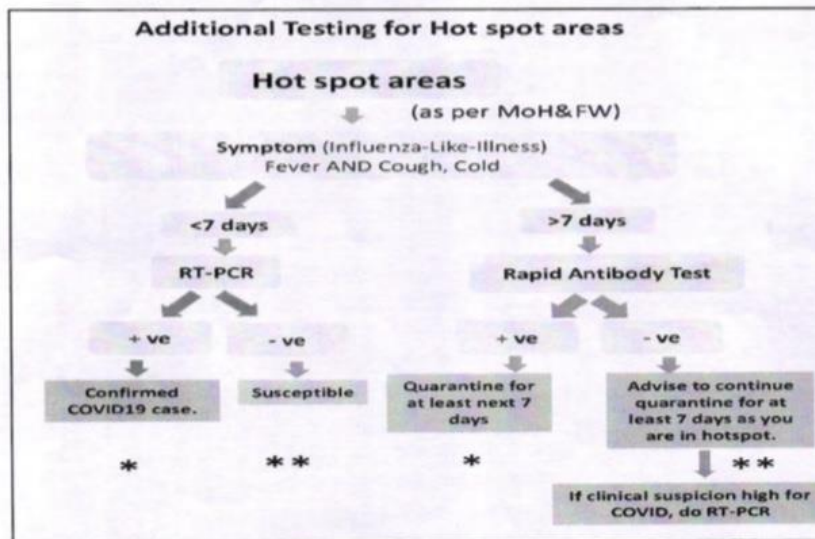 Additional Testing for Hot spot areas
Hot spot areas
(as per MoH&FW)
Symptom (Influenza-Like-Illness)
Fever AND Cough, Cold
<7 days
>7 days
RT-PCR
Rapid Antibody Test
+ ve
- ve
+ ve
- ve
Confirmed
COVID19 case.
Susceptible
Quarantine for
at least next 7
days
Advise to continue
quarantine for at
least 7 days as you
are in hotspot.
*
**
*
**
If clinical suspicion high for
COVID, do RT-PCR